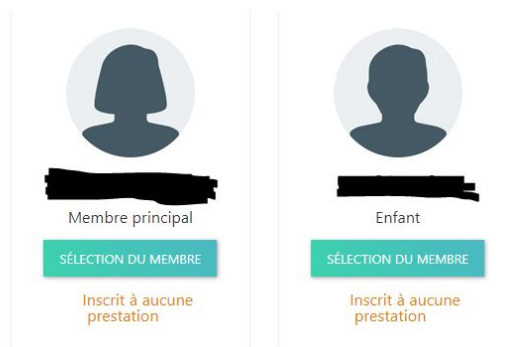 Membre principal
SÉLECTION DU MEMBRE
Inscrit à aucune
prestation
Enfant
SÉLECTION DU MEMBRE
Inscrit à aucune
prestation